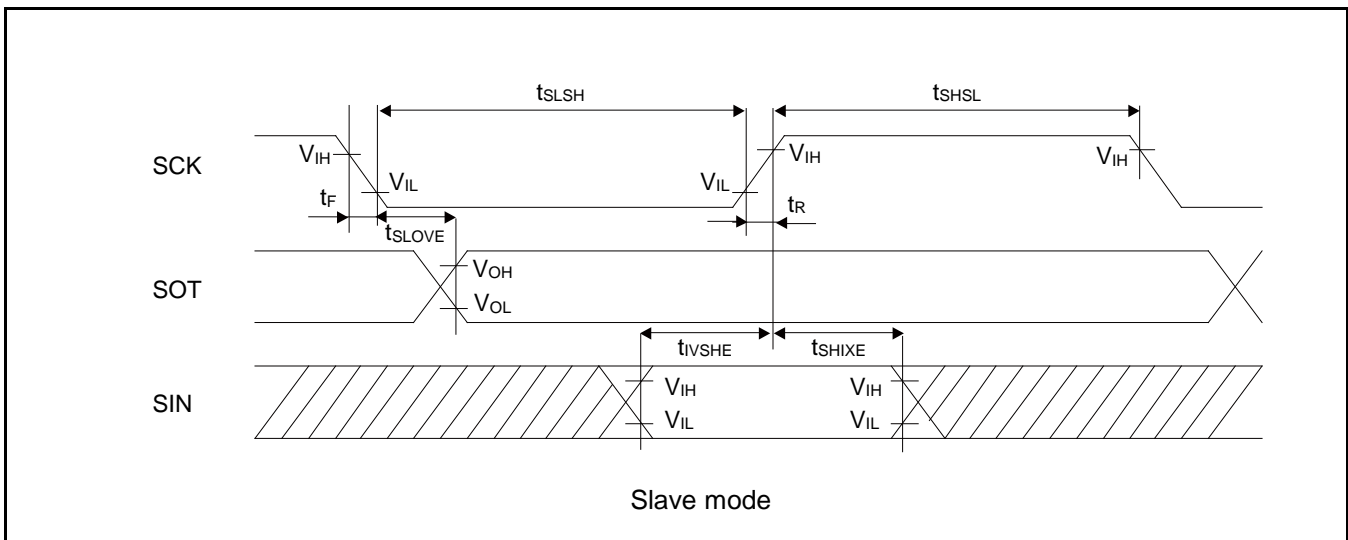 tSLSH
tSHSL
SCK
VIH
VIH
VIH
VIL
VIL
tF
tR
tSLOVE
SOT
VOH
VOL
tIVSHE
tSHIXE
SIN
VIH
VIH
VIL
VIL
Slave mode